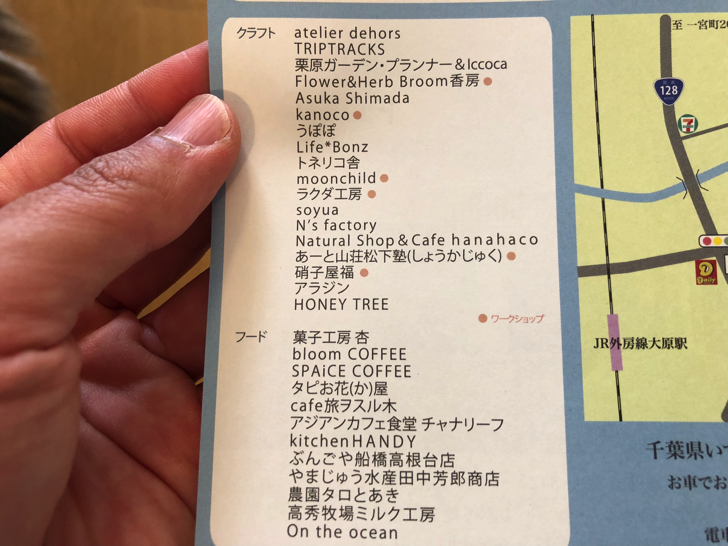 クラフト
atelier dehors
TRIPTRACKS
栗原ガーデン・プランナー＆Iccoca
Flower&Herb Broom香房●
Asuka Shimada
kanoco●
うぽぽ
Life*Bonz
トネリコ舎
moonchild●
ラクダ工房●
soyua
N's factory
Natural Shop＆Cafe hanahaco
あーと山荘松下塾(しょうかじゅく)●
硝子屋福●
アラジン
HONEY TREE
●ワークショップ
フード
菓子工房 杏
bloom COFFEE
SPAiCE COFFEE
タピお花(か)屋
cafe旅ヲスル木
アジアンカフェ食堂 チャナリーフ
kitchenHANDY
ぶんごや船橋高根台店
やまじゅう水産田中芳郎商店
農園タロとあき
高秀牧場ミルク工房
On the ocean
至 一宮町
128
7
JR外房線大原駅
千葉県い
お車でお